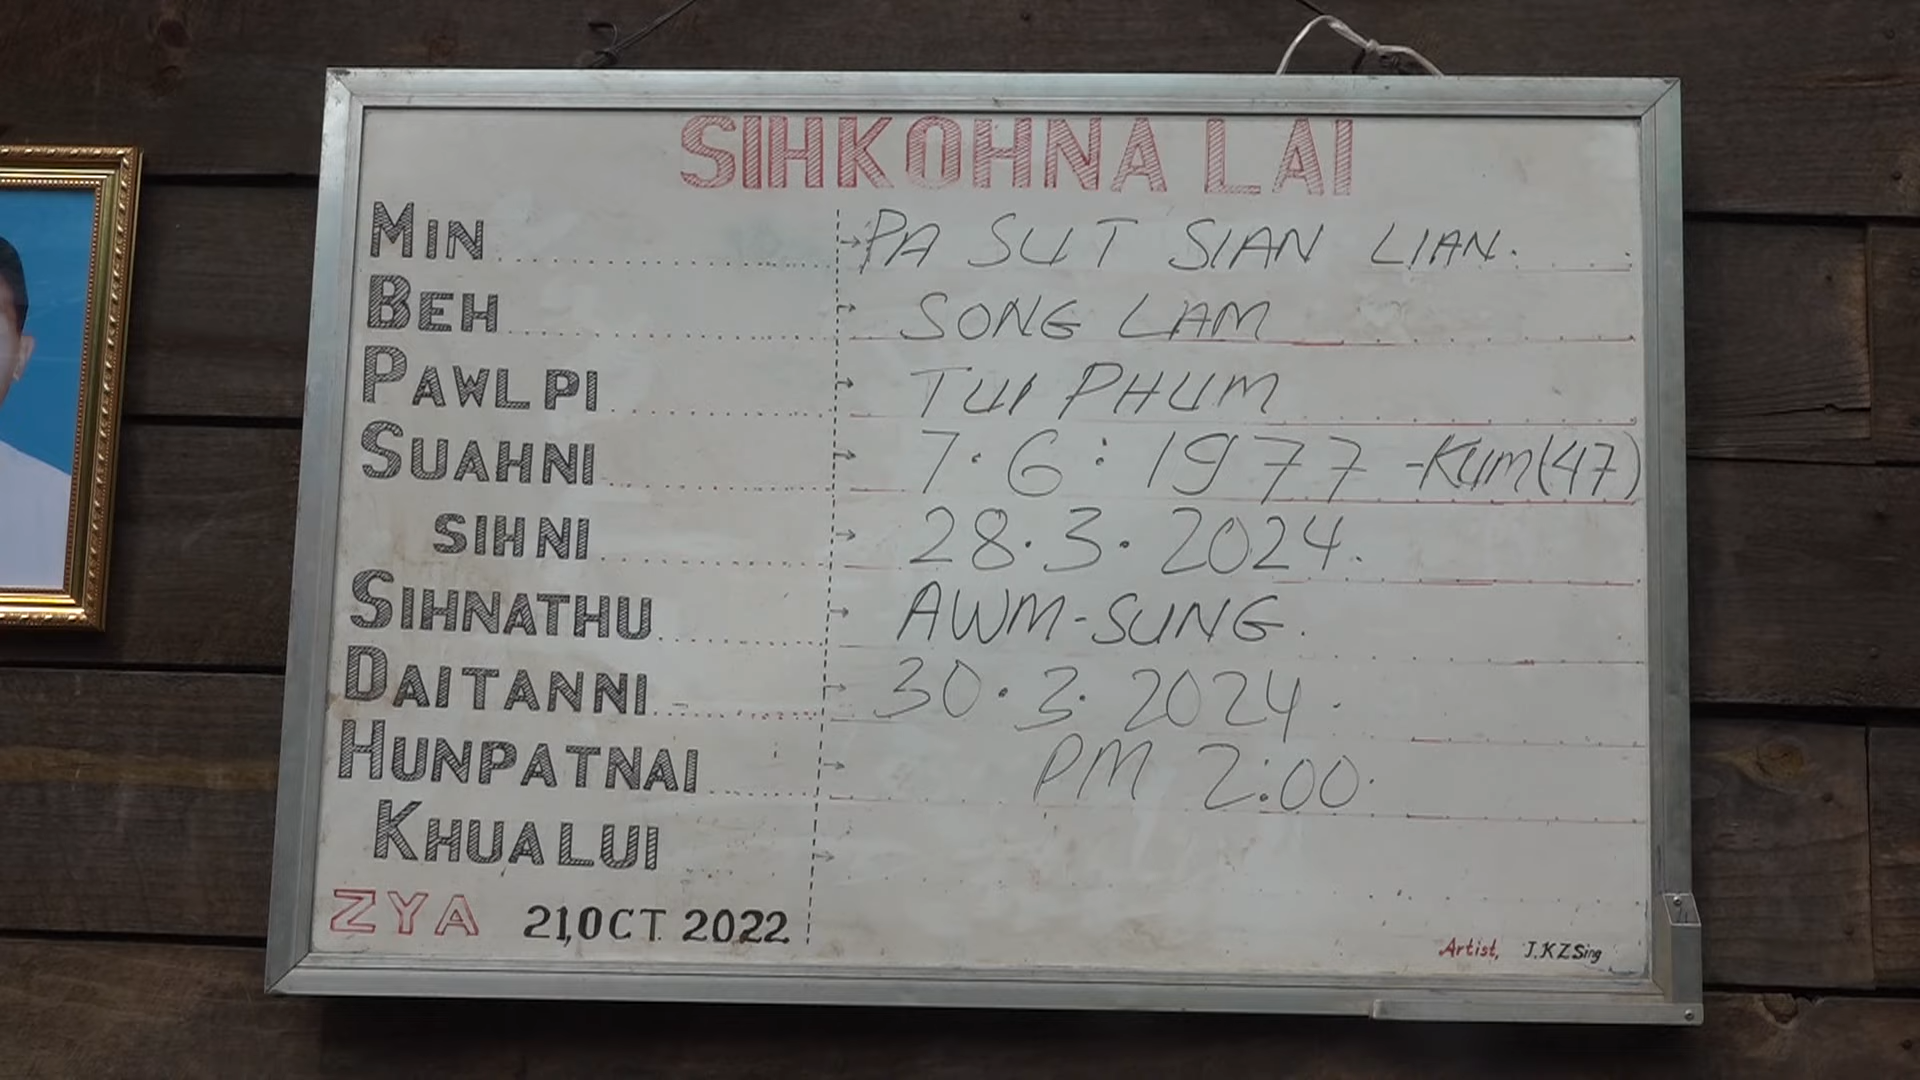 SIHKOHNA LAI
MIN → PA SUT SIAN LIAN.
BEH → SONG LAM
PAWLPI → TUI PHUM
SUAHNI → 7.6:1977 -KUM(47)
SIHNI → 28.3.2024.
SIHNATHU → AWM-SUNG.
DAITANNI → 30.3.2024.
HUNPATNAI → PM 2:00.
KHUALUI →
ZYA 21,OCT 2022
Artist, J.KZSing